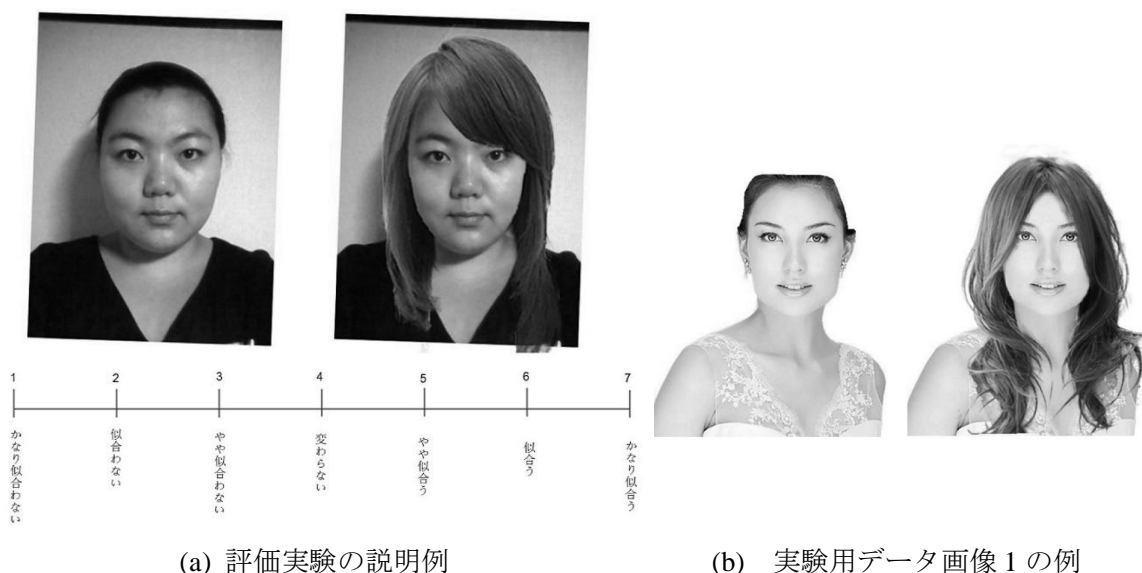 1 2 3 4 5 6 7
かなり似合わない
似合わない
やや似合わない
変わらない
やや似合う
似合う
かなり似合う
(a) 評価実験の説明例
(b) 実験用データ画像 1 の例